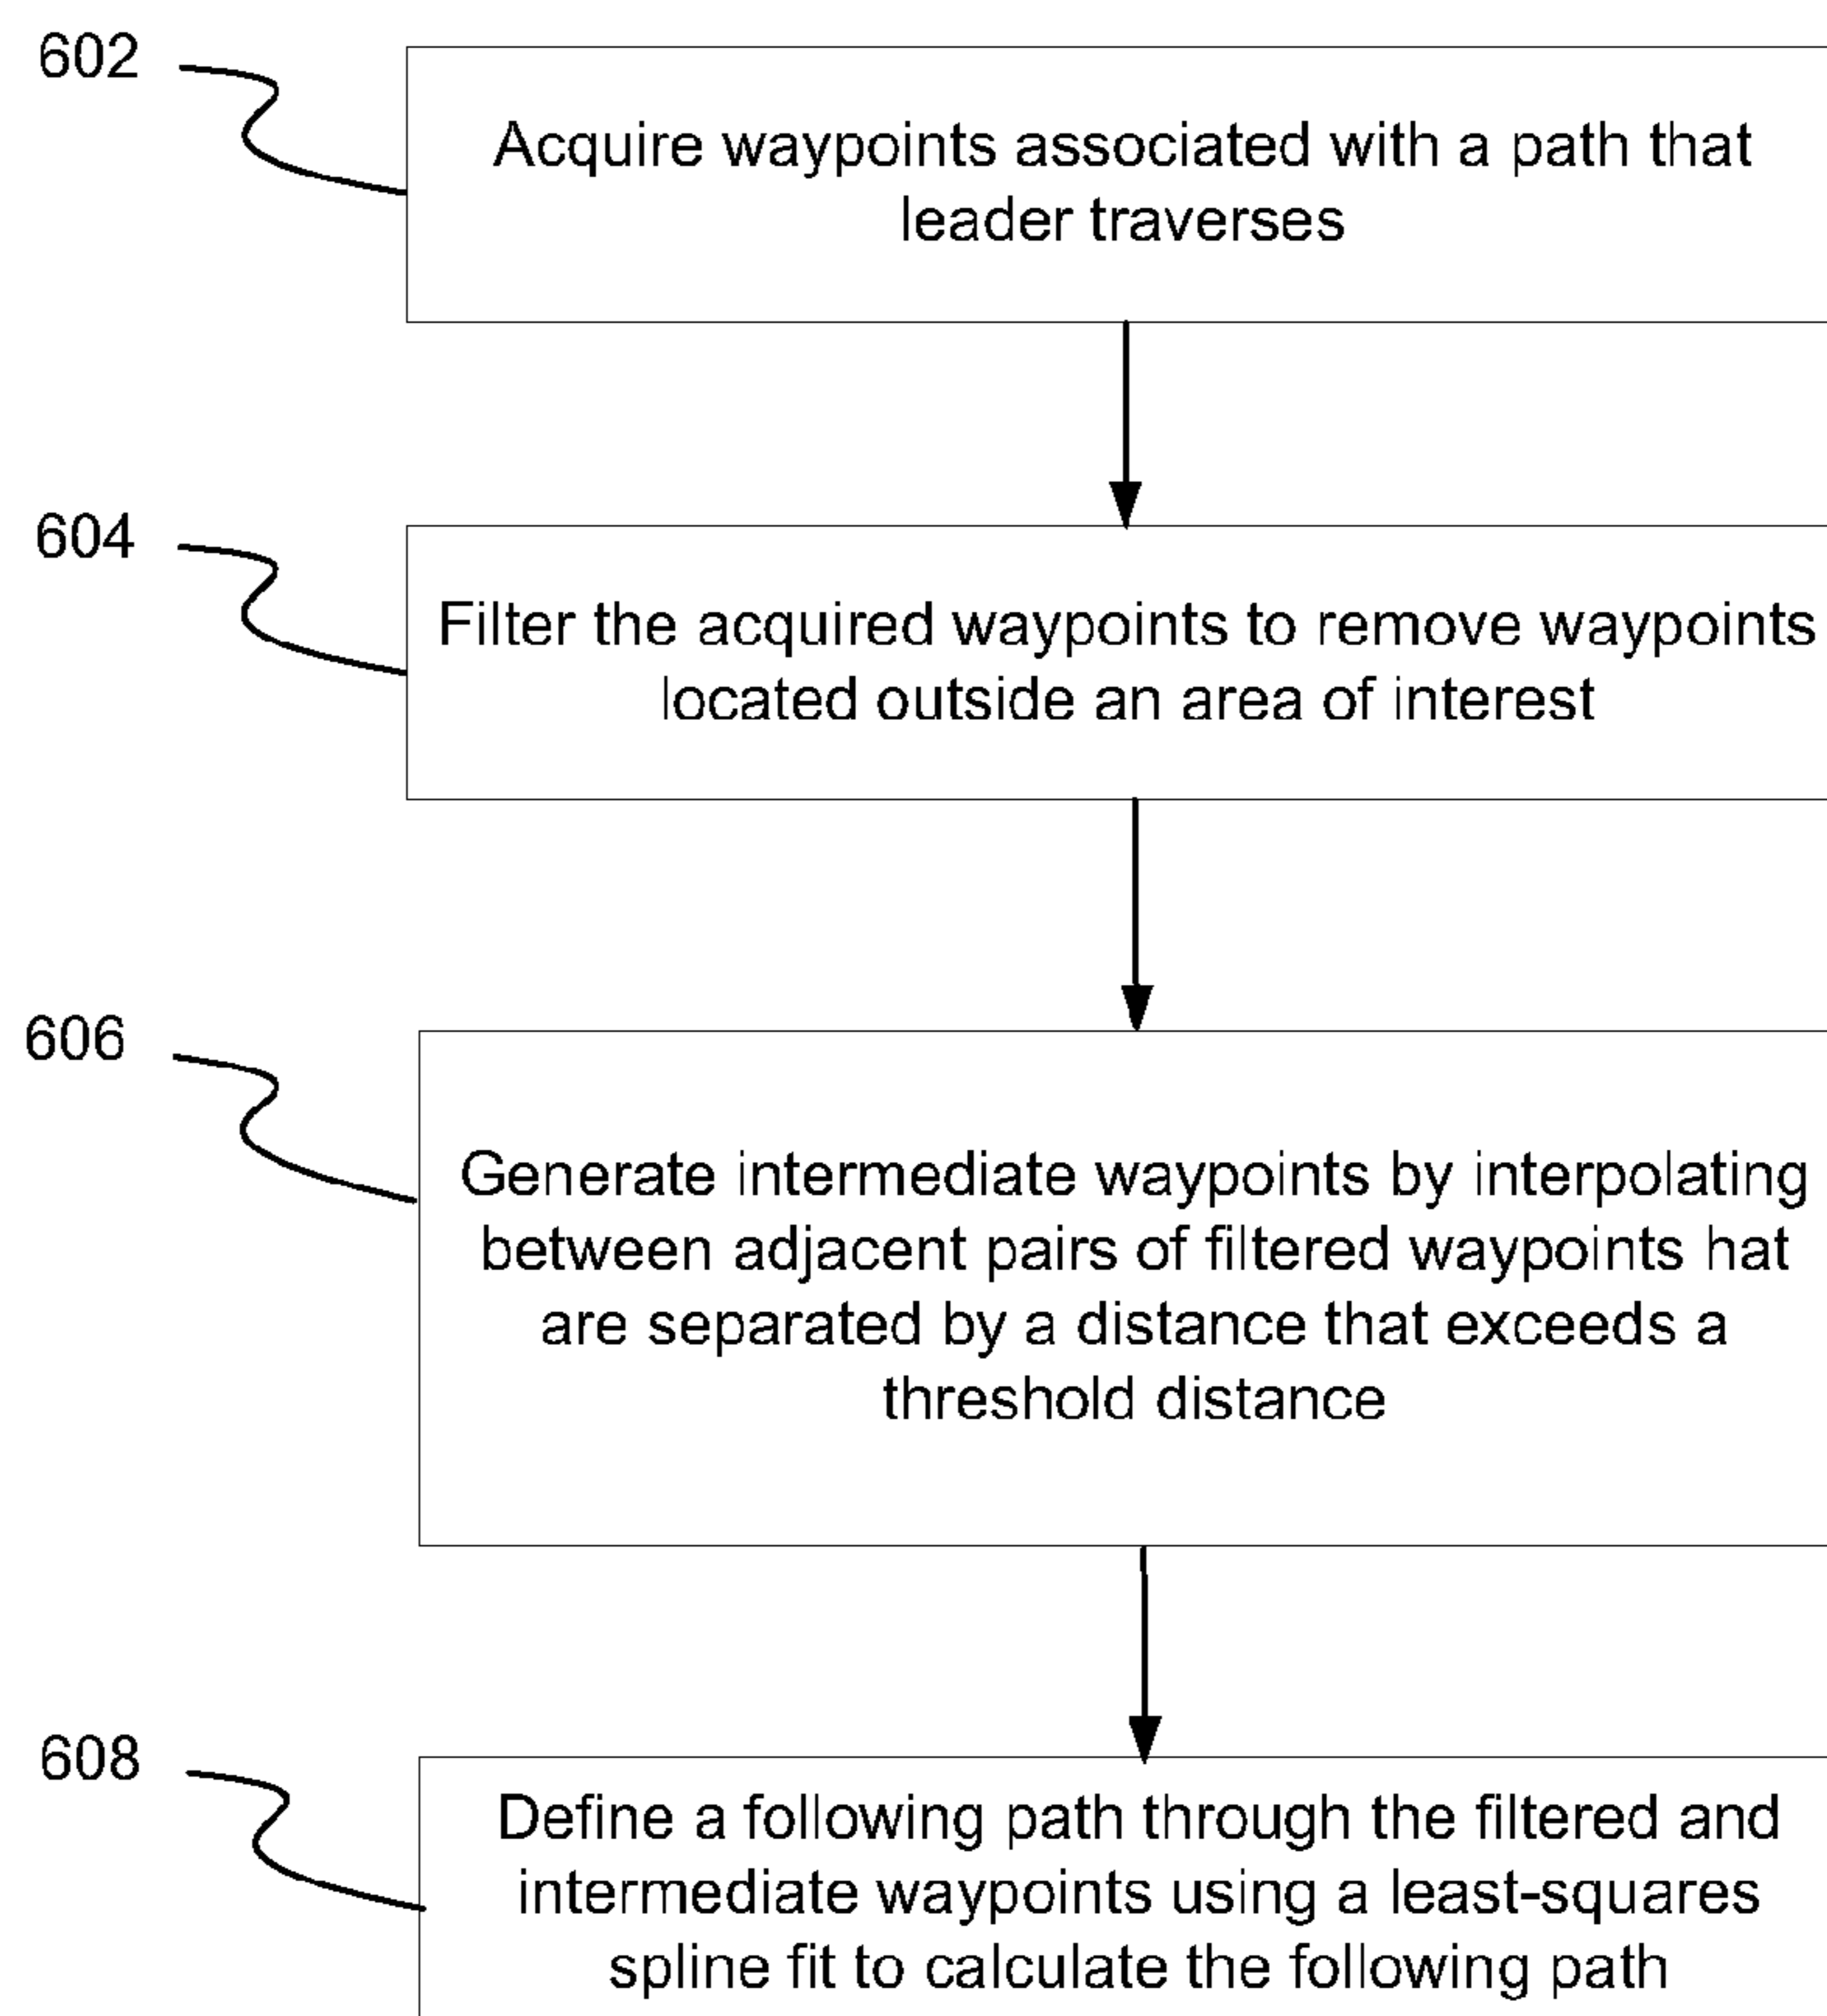 602
Acquire waypoints associated with a path that
leader traverses
604
Filter the acquired waypoints to remove waypoints
located outside an area of interest
606
Generate intermediate waypoints by interpolating
between adjacent pairs of filtered waypoints hat
are separated by a distance that exceeds a
threshold distance
608
Define a following path through the filtered and
intermediate waypoints using a least-squares
spline fit to calculate the following path